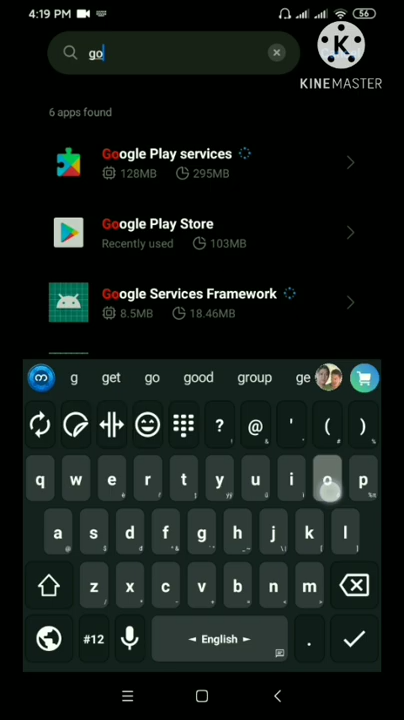 4:19 PM 56
K
KINEMASTER
go
6 apps found
Google Play services
128MB 295MB
Google Play Store
Recently used 103MB
Google Services Framework
8.5MB 18.46MB
g get go good group ge
? @ ' ( )
q w e r t y u i o p
a s d f g h j k l
z x c v b n m
#12 English .